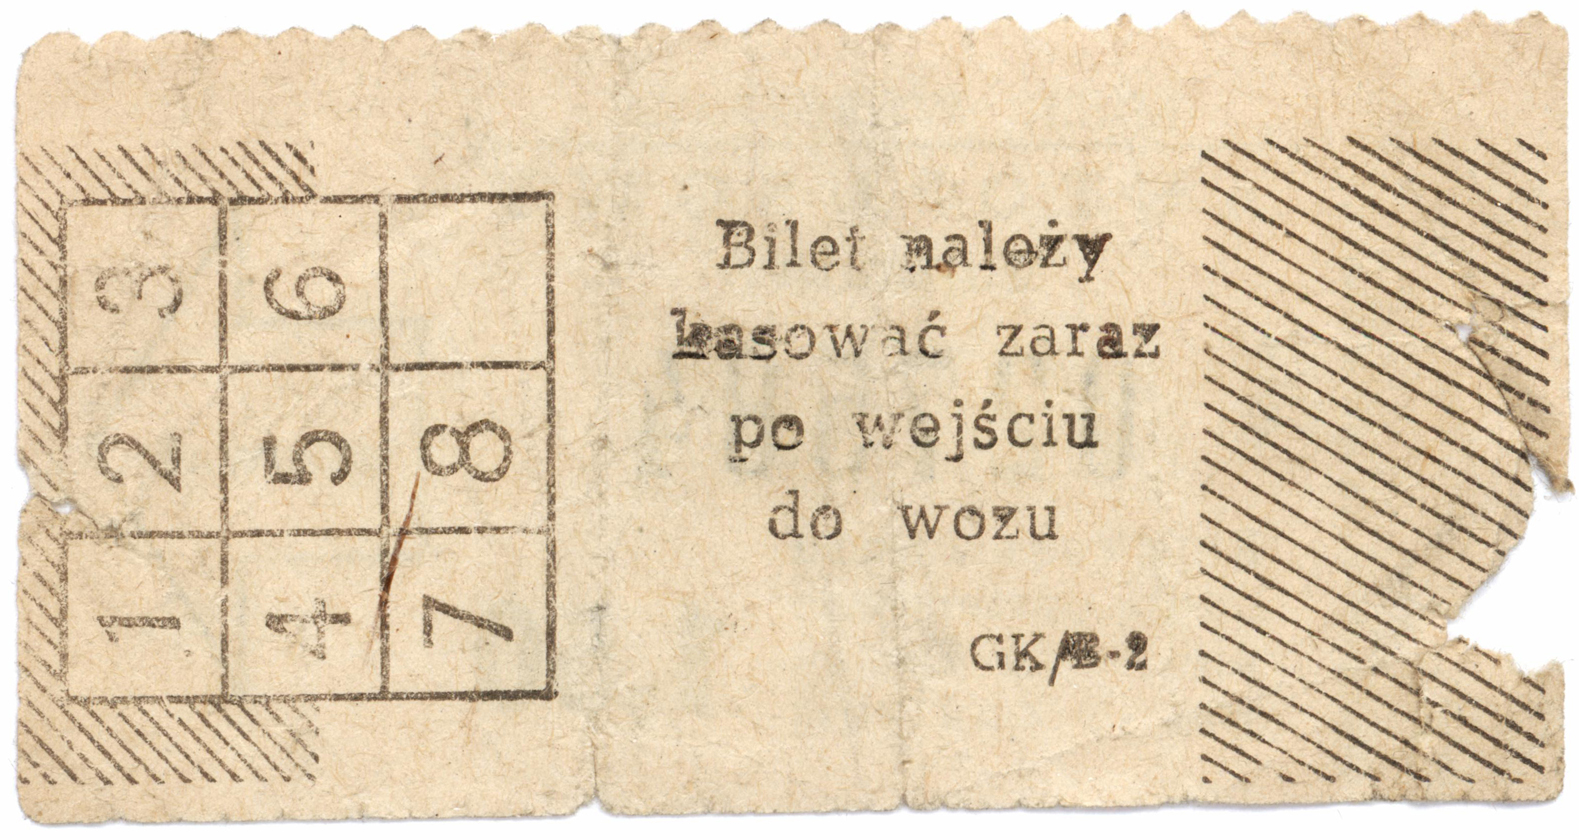 3 6
2 5 8
1 4 7
Bilet należy
kasować zaraz
po wejściu
do wozu
GK/B-2